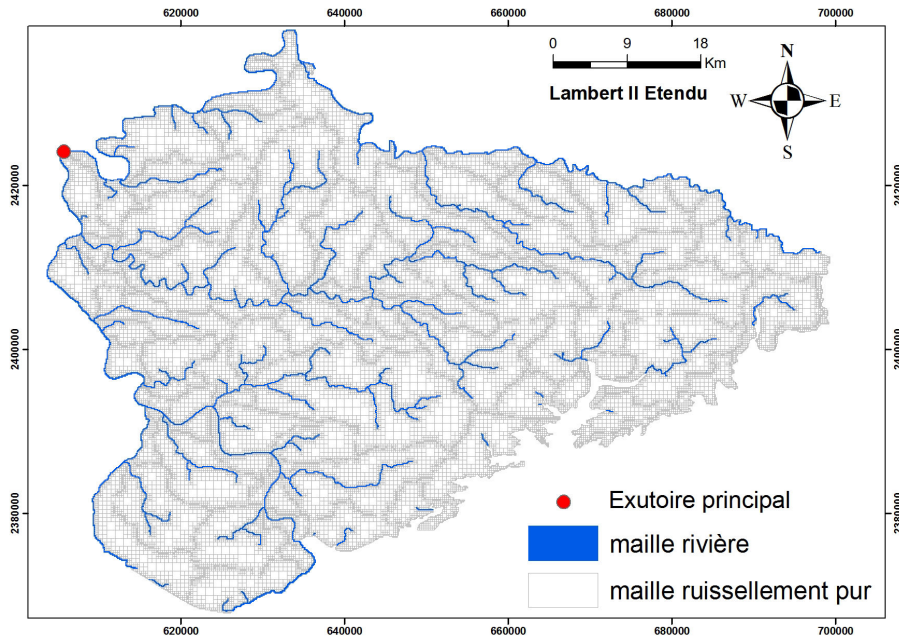 620000 640000 660000 680000 700000
0 9 18
Km
Lambert II Etendu
N
W E
S
2420000 2420000
2400000 2400000
2380000 2380000
Exutoire principal
maille rivière
maille ruissellement pur
620000 640000 660000 680000 700000